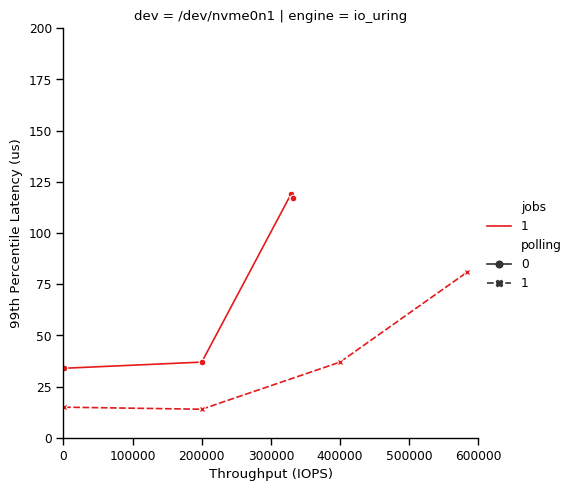 dev = /dev/nvme0n1 | engine = io_uring
200
175
150
125
100
75
50
25
0
99th Percentile Latency (us)
0 100000 200000 300000 400000 500000 600000
Throughput (IOPS)
jobs
1
polling
0
1